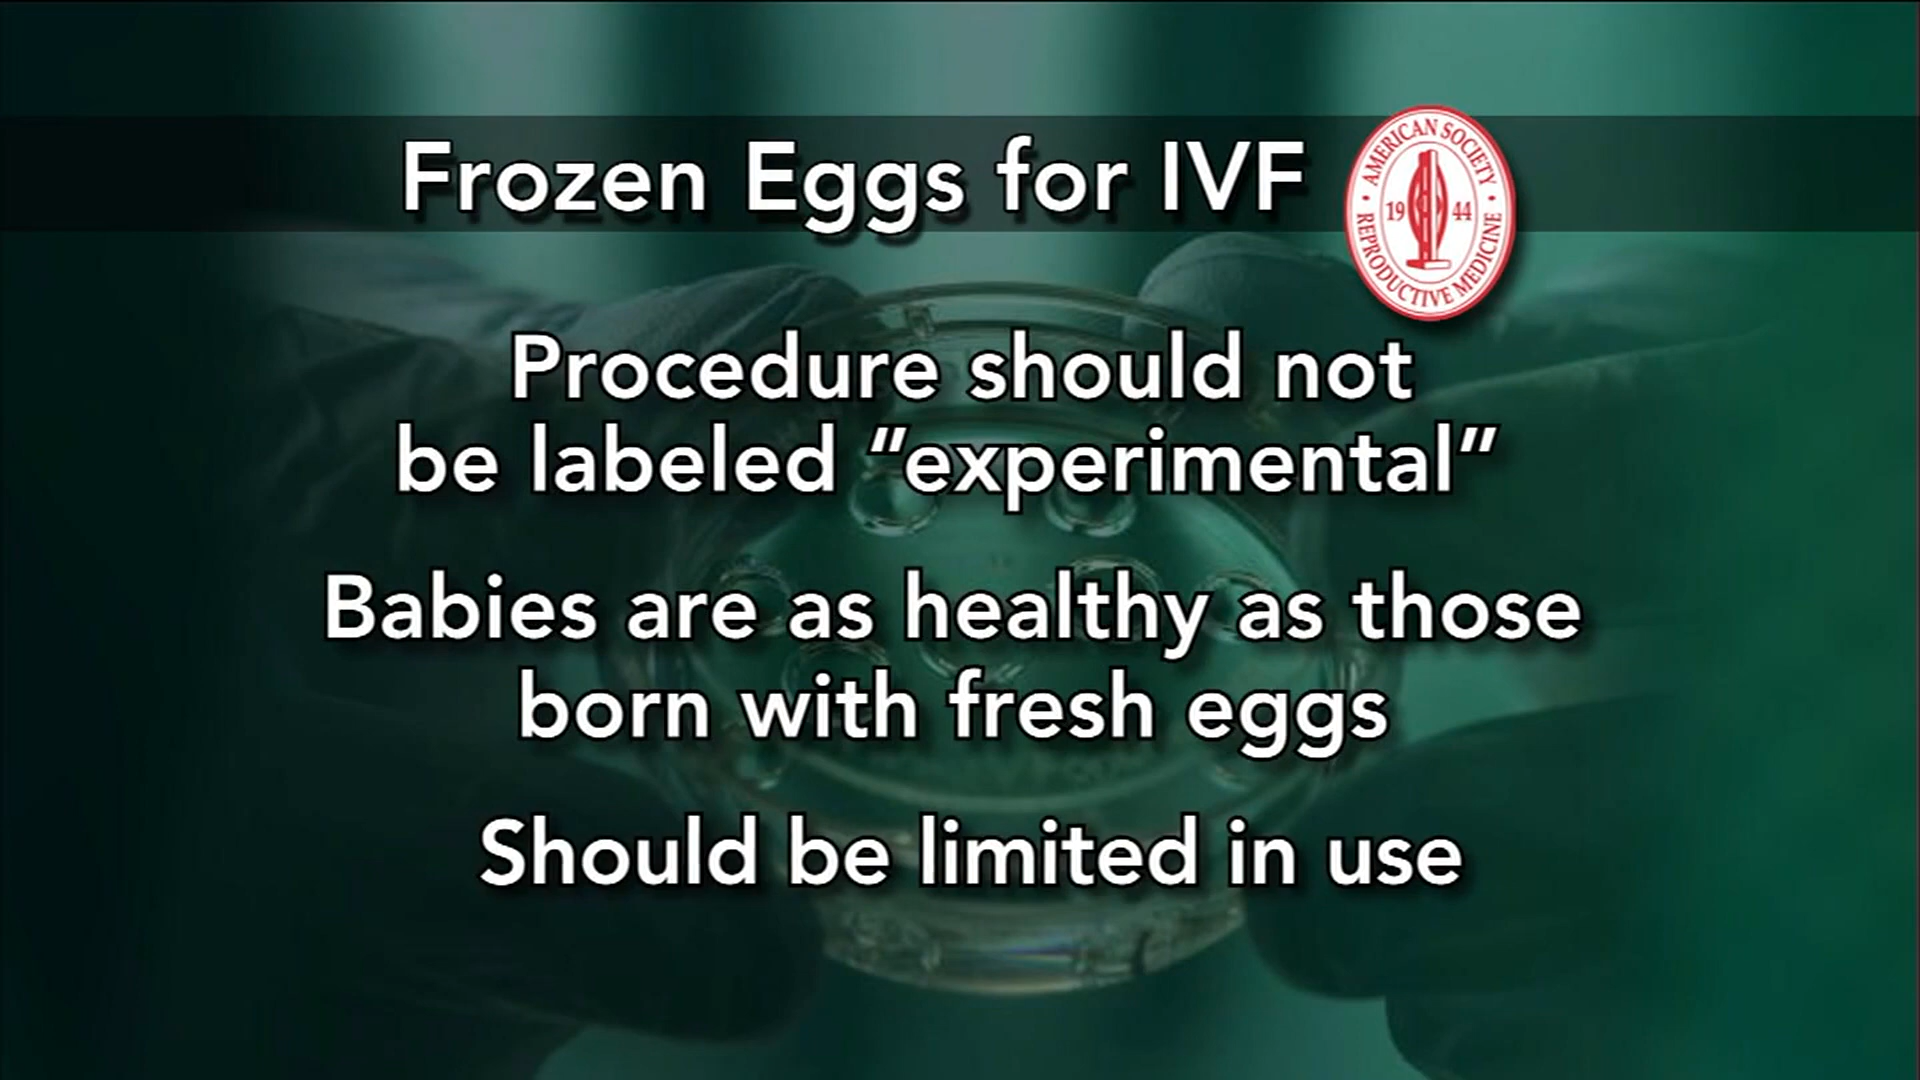 Frozen Eggs for IVF
AMERICAN SOCIETY
19 44
REPRODUCTIVE MEDICINE
Procedure should not
be labeled “experimental”
Babies are as healthy as those
born with fresh eggs
Should be limited in use